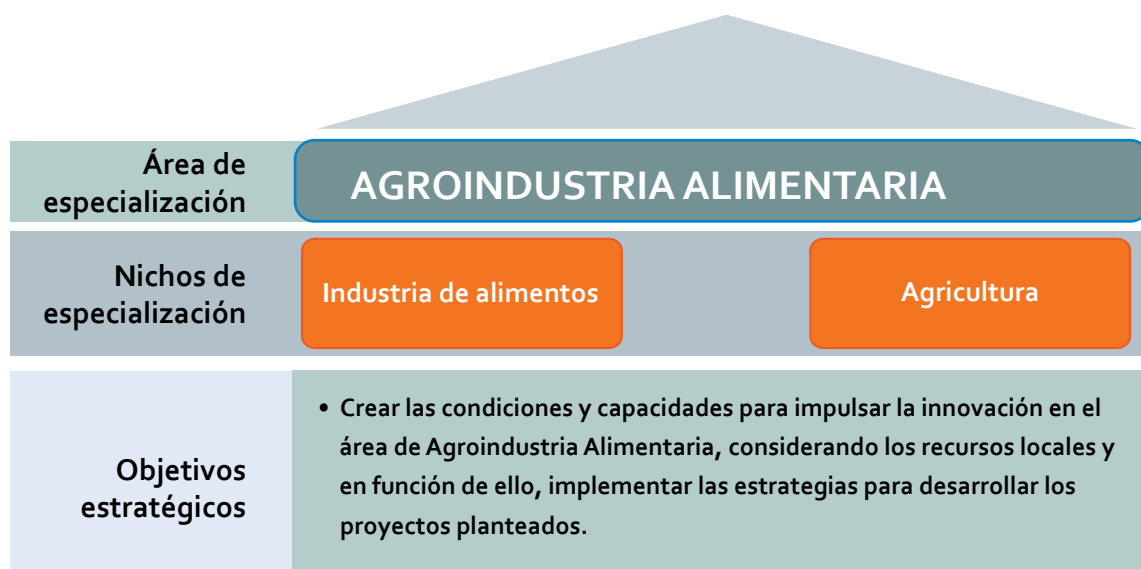 Área de
especialización
AGROINDUSTRIA ALIMENTARIA
Nichos de
especialización
Industria de alimentos
Agricultura
Objetivos
estratégicos
• Crear las condiciones y capacidades para impulsar la innovación en el
área de Agroindustria Alimentaria, considerando los recursos locales y
en función de ello, implementar las estrategias para desarrollar los
proyectos planteados.